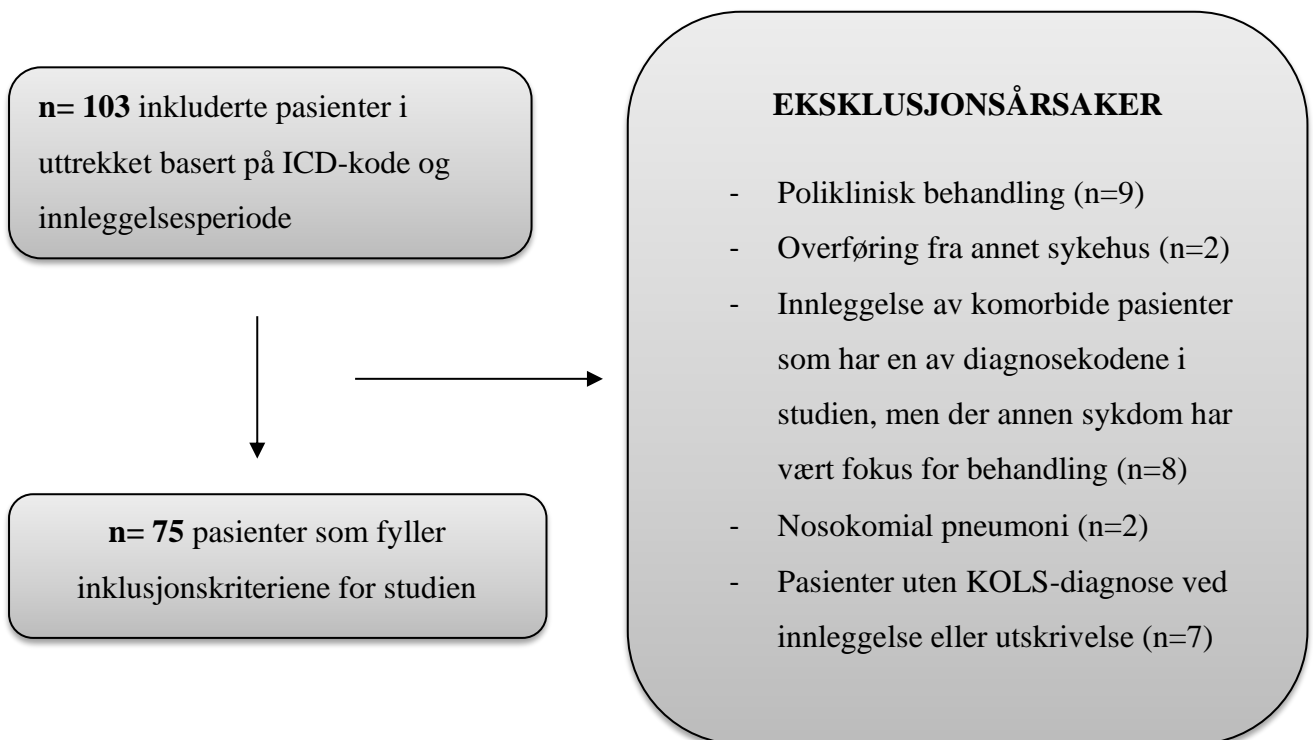 n= 103 inkluderte pasienter i
uttrekket basert på ICD-kode og
innleggelsesperiode
n= 75 pasienter som fyller
inklusjonskriteriene for studien
EKSKLUSJONSÅRSAKER
- Poliklinisk behandling (n=9)
- Overføring fra annet sykehus (n=2)
- Innleggelse av komorbide pasienter
som har en av diagnosekodene i
studien, men der annen sykdom har
vært fokus for behandling (n=8)
- Nosokomial pneumoni (n=2)
- Pasienter uten KOLS-diagnose ved
innleggelse eller utskrivelse (n=7)